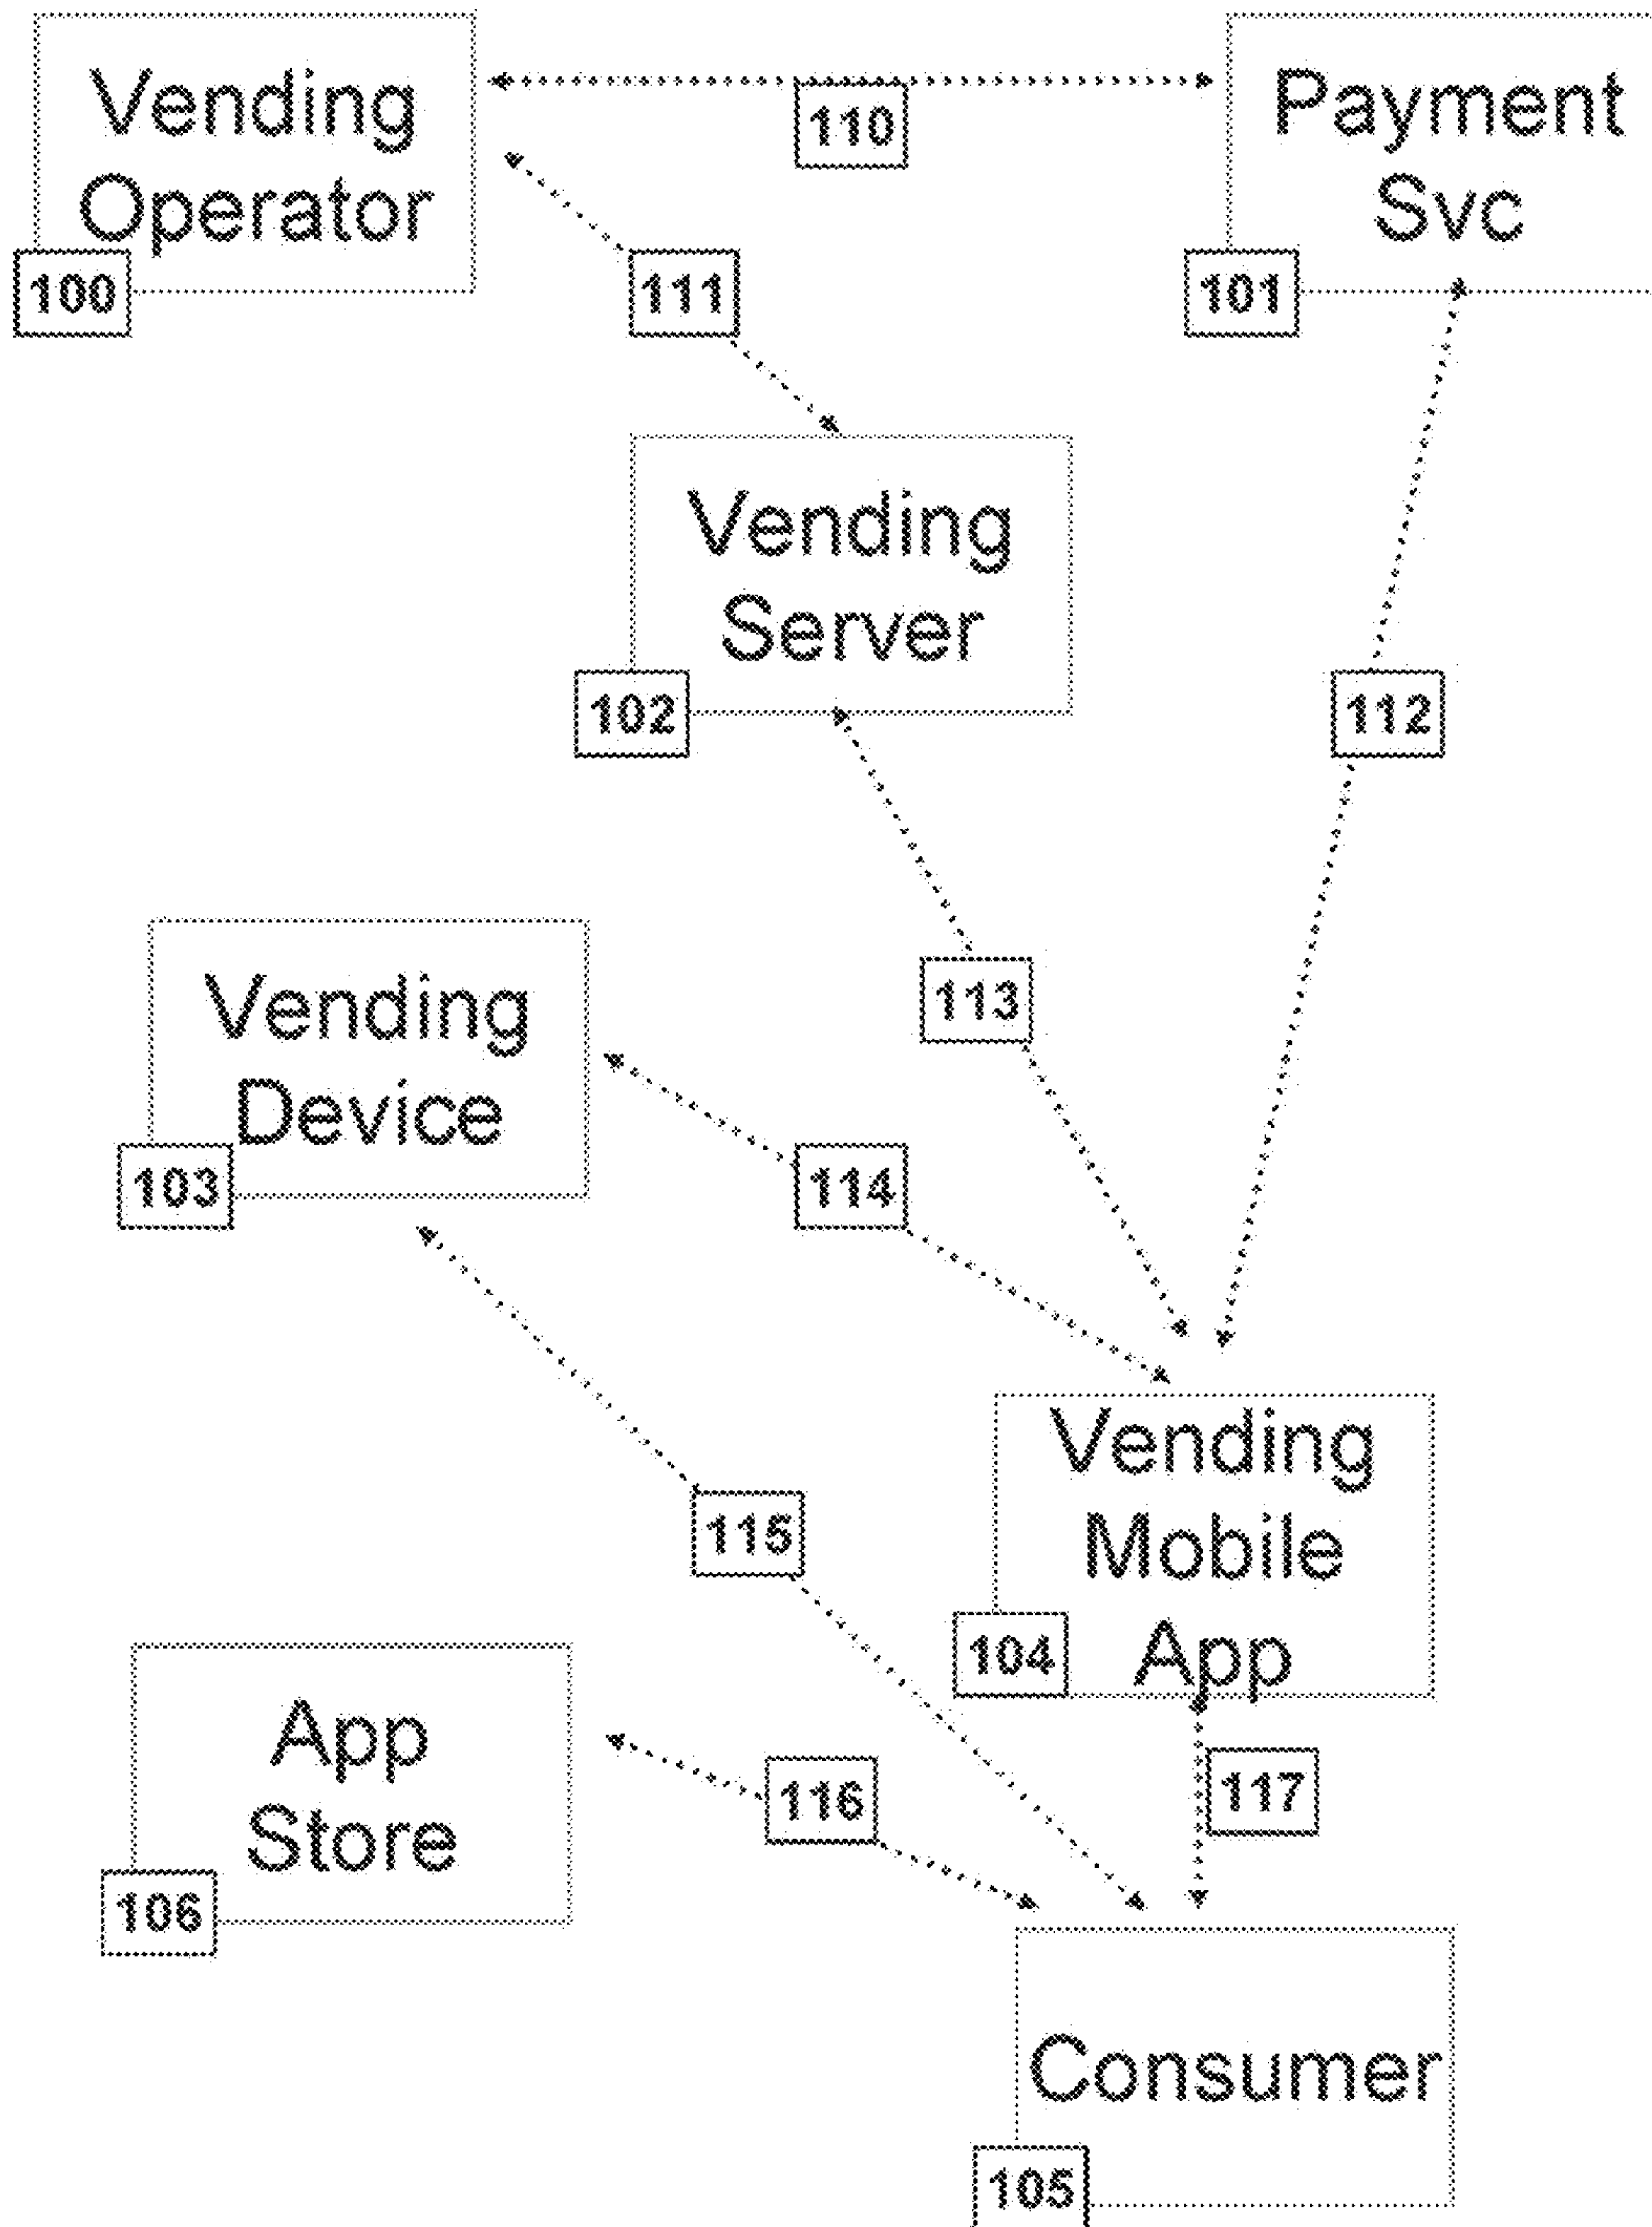 Vending
Operator
100
110
Payment
Svc
101
111
Vending
Server
102
112
113
Vending
Device
103
114
115
Vending
Mobile
App
104
App
Store
106
116
117
Consumer
105